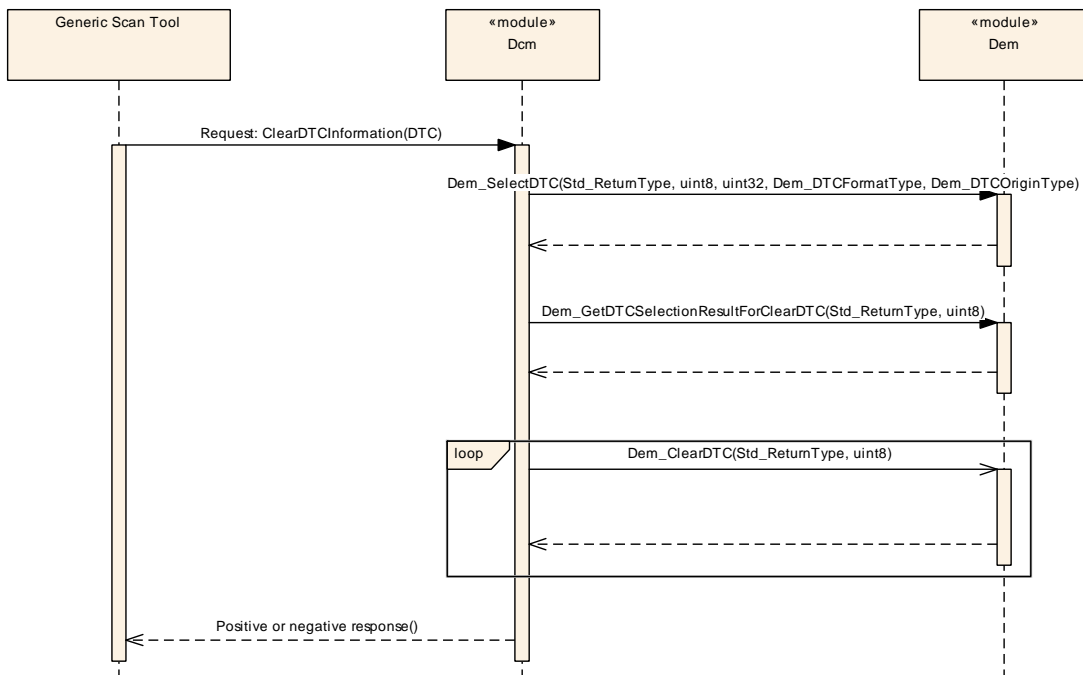 Generic Scan Tool
«module»
Dcm
«module»
Dem
Request: ClearDTCInformation(DTC)
Dem_SelectDTC(Std_ReturnType, uint8, uint32, Dem_DTCFormatType, Dem_DTCOriginType)
Dem_GetDTCSelectionResultForClearDTC(Std_ReturnType, uint8)
loop
Dem_ClearDTC(Std_ReturnType, uint8)
Positive or negative response()